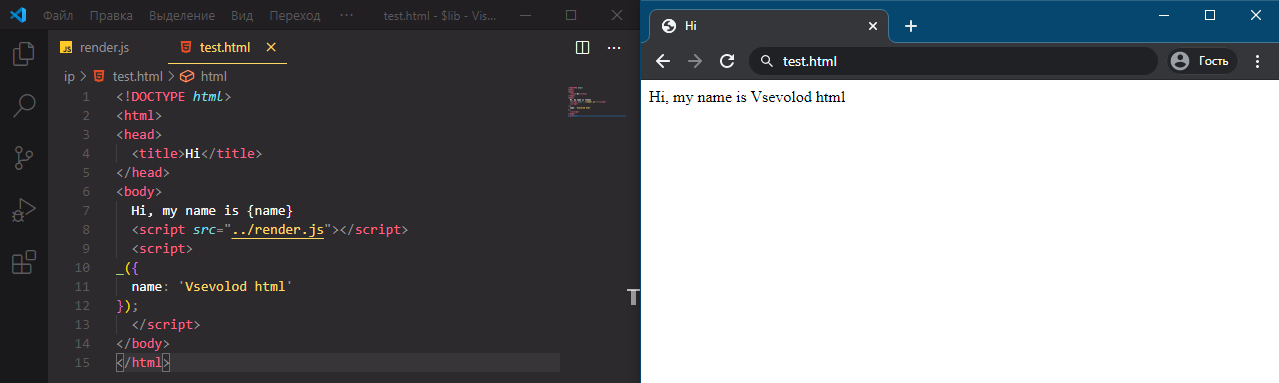 Файл Правка Выделение Вид Переход ··· test.html - $lib - Vis...
render.js test.html
ip > test.html > html
1 <!DOCTYPE html>
2 <html>
3 <head>
4 <title>Hi</title>
5 </head>
6 <body>
7 Hi, my name is {name}
8 <script src="../render.js"></script>
9 <script>
10 _({
11 name: 'Vsevolod html'
12 });
13 </script>
14 </body>
15 </html>
Hi
test.html Гость
Hi, my name is Vsevolod html